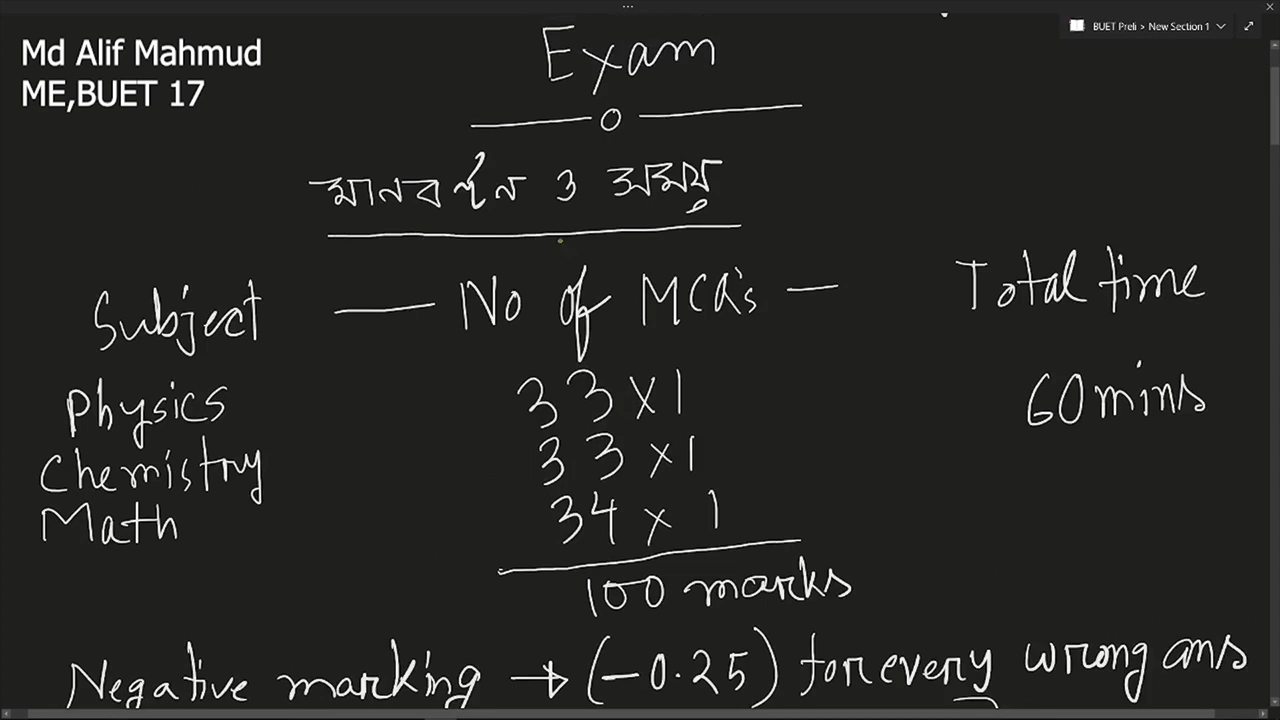 BUET Preli > New Section 1
Md Alif Mahmud
ME,BUET 17
Exam
মানবন্টন ও সময়
Subject — No of MCQ's — Total time
Physics 33×1 60 mins
Chemistry 33×1
Math 34×1
100 marks
Negative marking → (-0.25) for every wrong ans